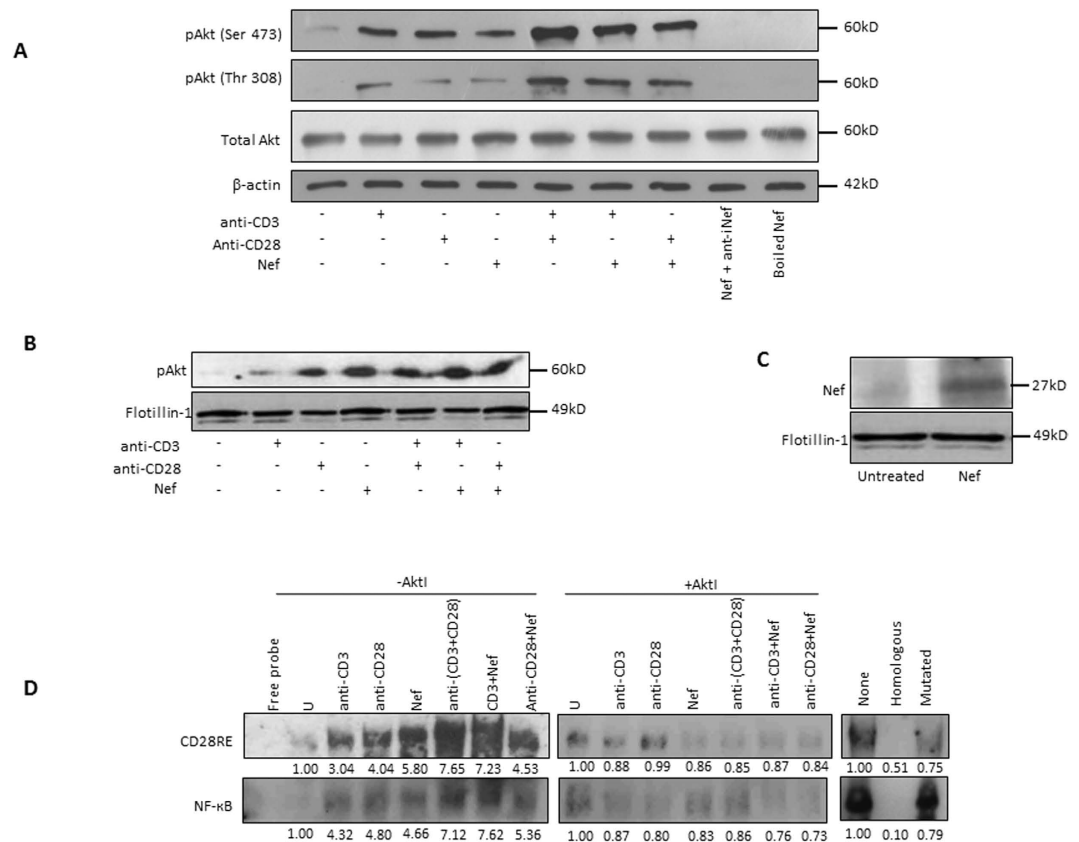 A
pAkt (Ser 473)
60kD
pAkt (Thr 308)
60kD
Total Akt
60kD
β-actin
42kD
anti-CD3 - + - - + + -
Anti-CD28 - - + - + - +
Nef - - - + - + +
Nef + ant-iNef
Boiled Nef
B
pAkt
60kD
Flotillin-1
49kD
anti-CD3 - + - - + + -
anti-CD28 - - + - + - +
Nef - - - + - + +
C
Nef
27kD
Flotillin-1
49kD
Untreated Nef
D
-AktI
+AktI
Free probe
U
anti-CD3
anti-CD28
Nef
anti-(CD3+CD28)
CD3+Nef
Anti-CD28+Nef
U
anti-CD3
anti-CD28
Nef
anti-(CD3+CD28)
anti-CD3+Nef
anti-CD28+Nef
None
Homologous
Mutated
CD28RE
1.00 3.04 4.04 5.80 7.65 7.23 4.53
1.00 0.88 0.99 0.86 0.85 0.87 0.84
1.00 0.51 0.75
NF-κB
1.00 4.32 4.80 4.66 7.12 7.62 5.36
1.00 0.87 0.80 0.83 0.86 0.76 0.73
1.00 0.10 0.79